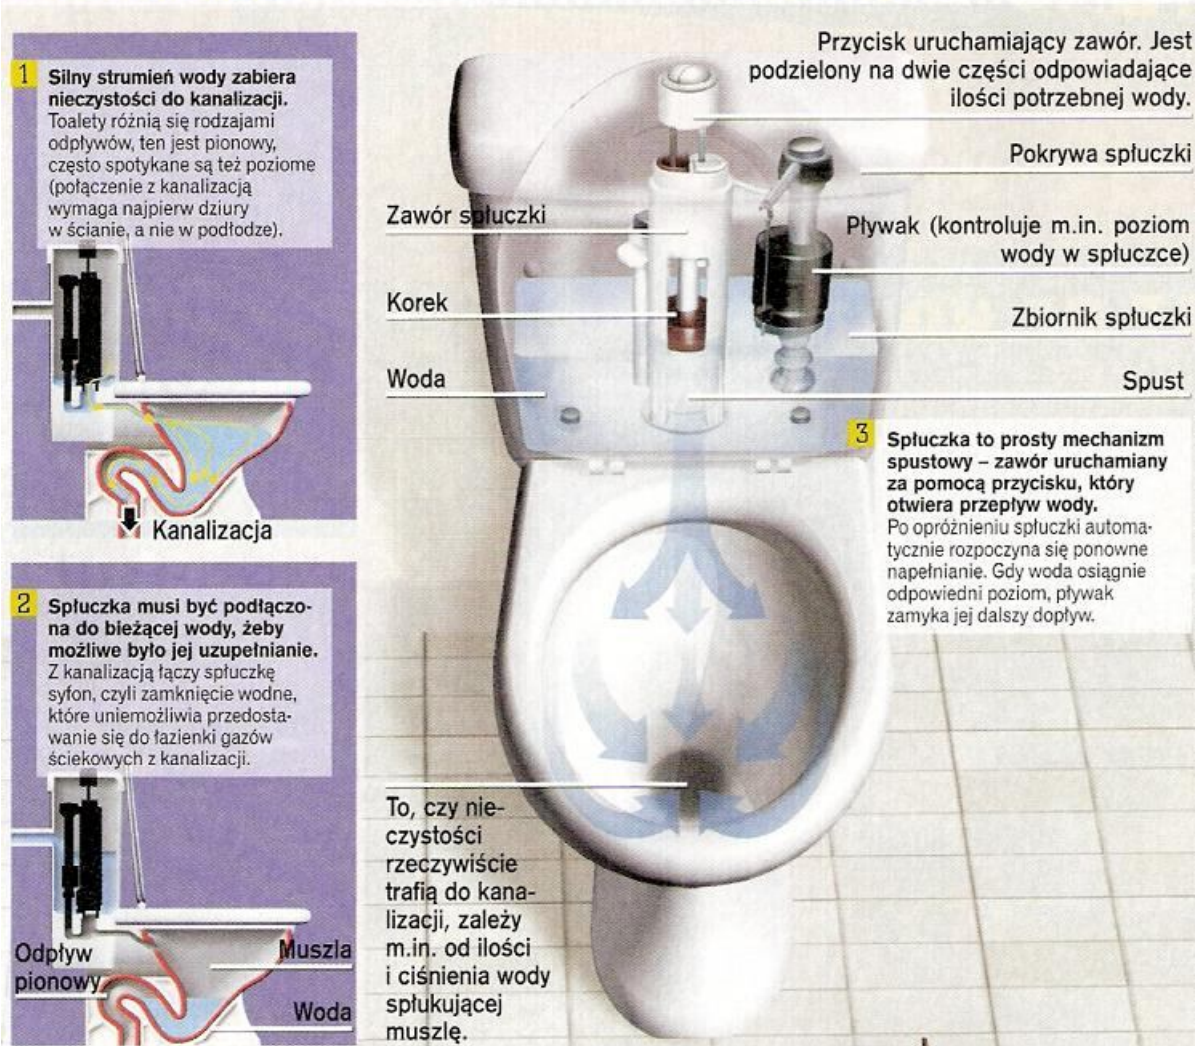 1
Silny strumień wody zabiera
nieczystości do kanalizacji.
Toalety różnią się rodzajami
odpływów, ten jest pionowy,
często spotykane są też poziome
(połączenie z kanalizacją
wymaga najpierw dziury
w ścianie, a nie w podłodze).
Kanalizacja
2
Spłuczka musi być podłączo-
na do bieżącej wody, żeby
możliwe było jej uzupełnianie.
Z kanalizacją łączy spłuczkę
syfon, czyli zamknięcie wodne,
które uniemożliwia przedosta-
wanie się do łazienki gazów
ściekowych z kanalizacji.
Odpływ
pionowy
Muszla
Woda
Przycisk uruchamiający zawór. Jest
podzielony na dwie części odpowiadające
ilości potrzebnej wody.
Pokrywa spłuczki
Zawór spłuczki
Pływak (kontroluje m.in. poziom
wody w spłuczce)
Korek
Zbiornik spłuczki
Woda
Spust
3
Spłuczka to prosty mechanizm
spustowy – zawór uruchamiany
za pomocą przycisku, który
otwiera przepływ wody.
Po opróżnieniu spłuczki automa-
tycznie rozpoczyna się ponowne
napełnianie. Gdy woda osiągnie
odpowiedni poziom, pływak
zamyka jej dalszy dopływ.
To, czy nie-
czystości
rzeczywiście
trafią do kana-
lizacji, zależy
m.in. od ilości
i ciśnienia wody
spłukującej
muszlę.